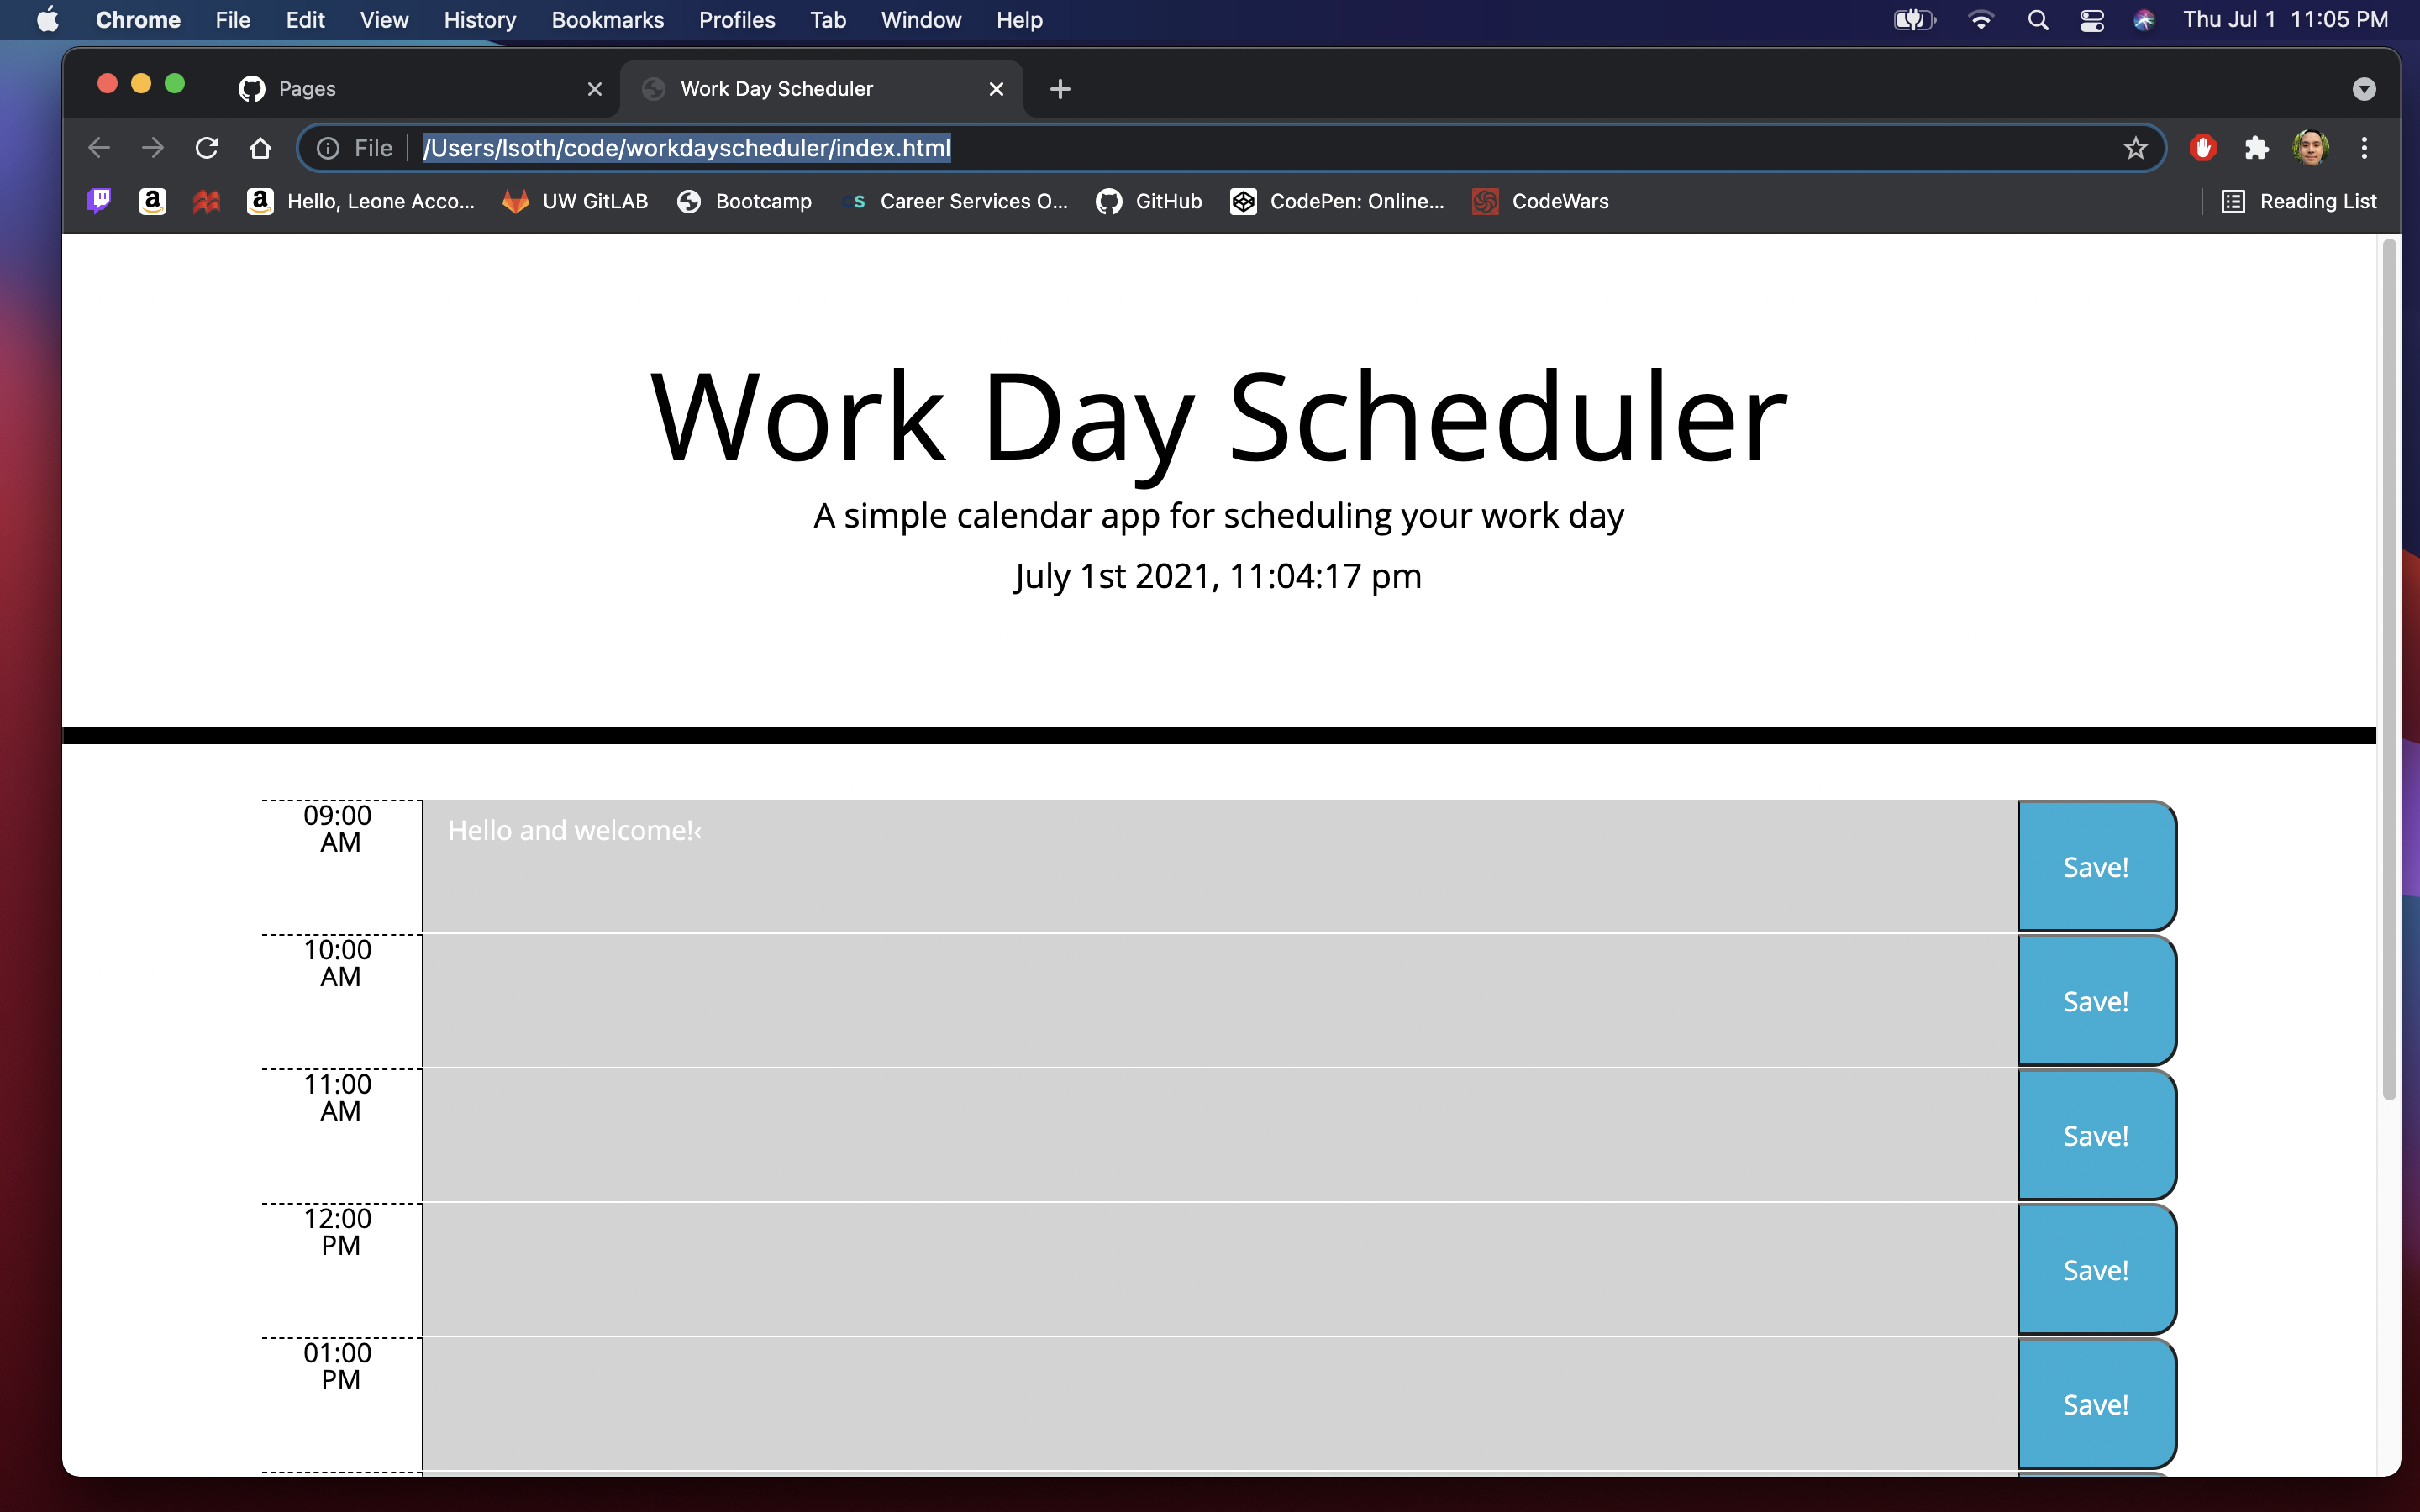 Chrome File Edit View History Bookmarks Profiles Tab Window Help Thu Jul 1 11:05 PM
Pages Work Day Scheduler
File /Users/lsoth/code/workdayscheduler/index.html
Hello, Leone Acco... UW GitLAB Bootcamp CS Career Services O... GitHub CodePen: Online... CodeWars Reading List
Work Day Scheduler
A simple calendar app for scheduling your work day
July 1st 2021, 11:04:17 pm
09:00
AM
Hello and welcome!‹
Save!
10:00
AM
Save!
11:00
AM
Save!
12:00
PM
Save!
01:00
PM
Save!